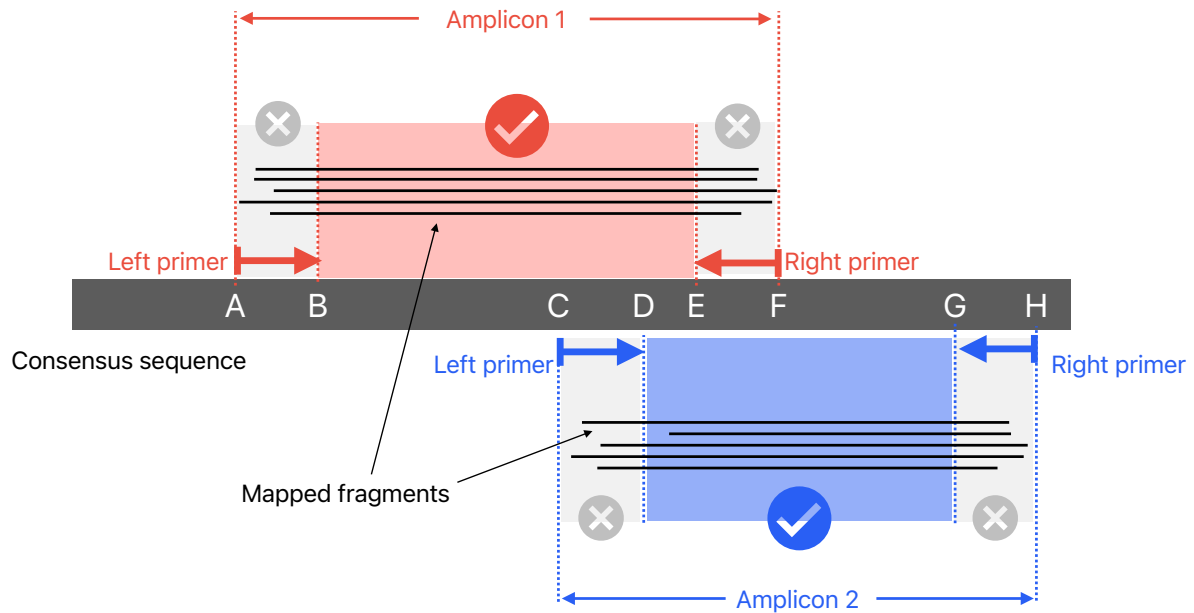 Amplicon 1
Left primer
Right primer
A B C D E F G H
Consensus sequence
Left primer
Right primer
Mapped fragments
Amplicon 2